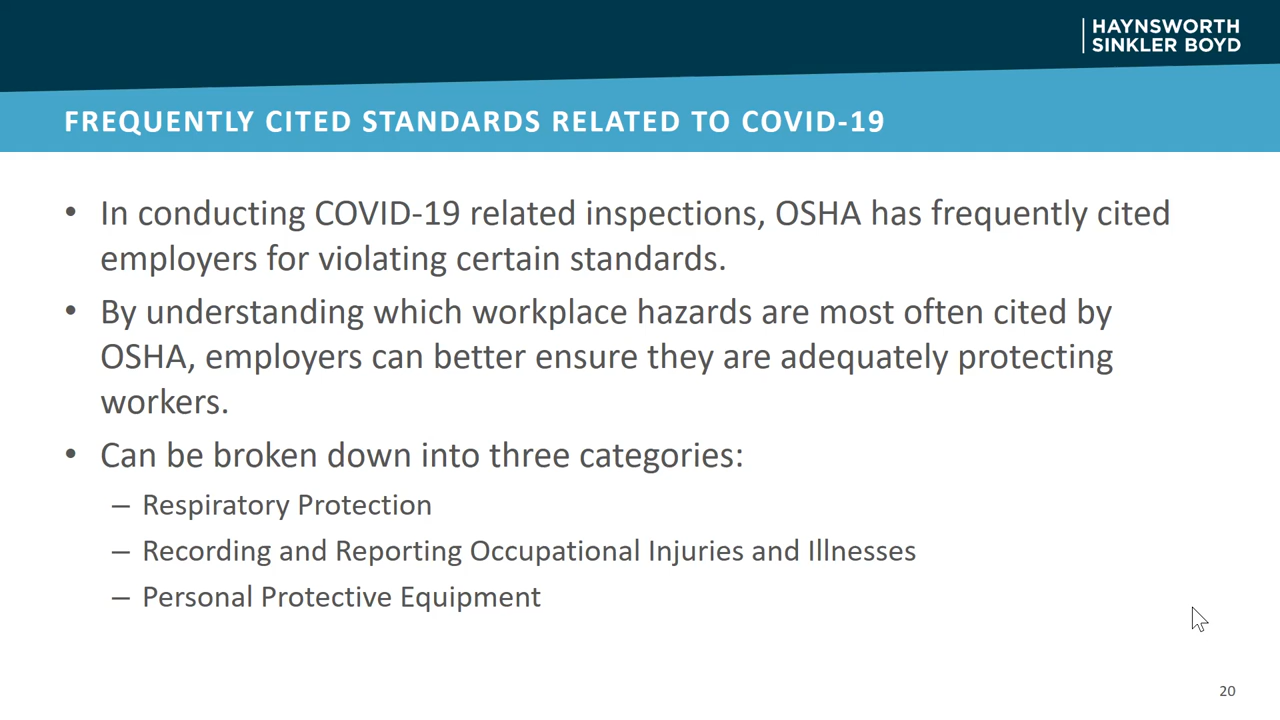 HAYNSWORTH
SINKLER BOYD
FREQUENTLY CITED STANDARDS RELATED TO COVID-19
• In conducting COVID-19 related inspections, OSHA has frequently cited
employers for violating certain standards.
• By understanding which workplace hazards are most often cited by
OSHA, employers can better ensure they are adequately protecting
workers.
• Can be broken down into three categories:
– Respiratory Protection
– Recording and Reporting Occupational Injuries and Illnesses
– Personal Protective Equipment
20